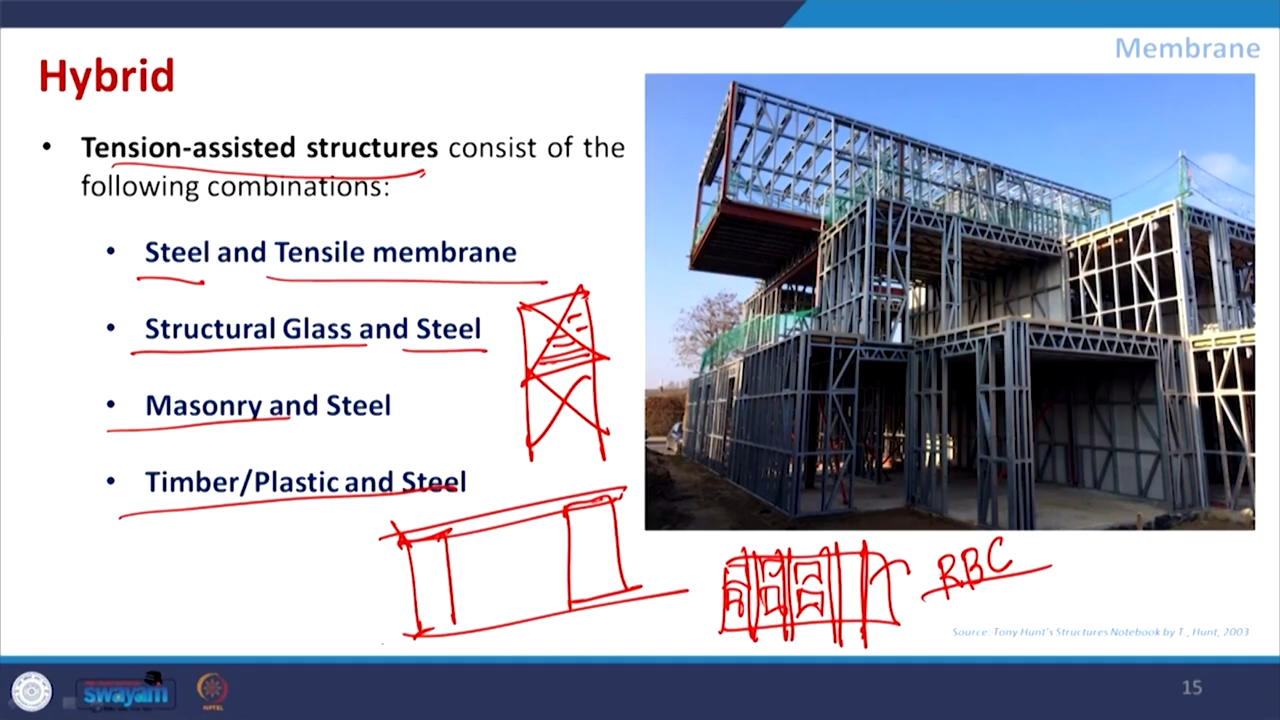 Membrane
Hybrid
• Tension-assisted structures consist of the
following combinations:
• Steel and Tensile membrane
• Structural Glass and Steel
• Masonry and Steel
• Timber/Plastic and Steel
RBC
Source: Tony Hunt's Structures Notebook by T., Hunt, 2003
swayam
NPTEL
15